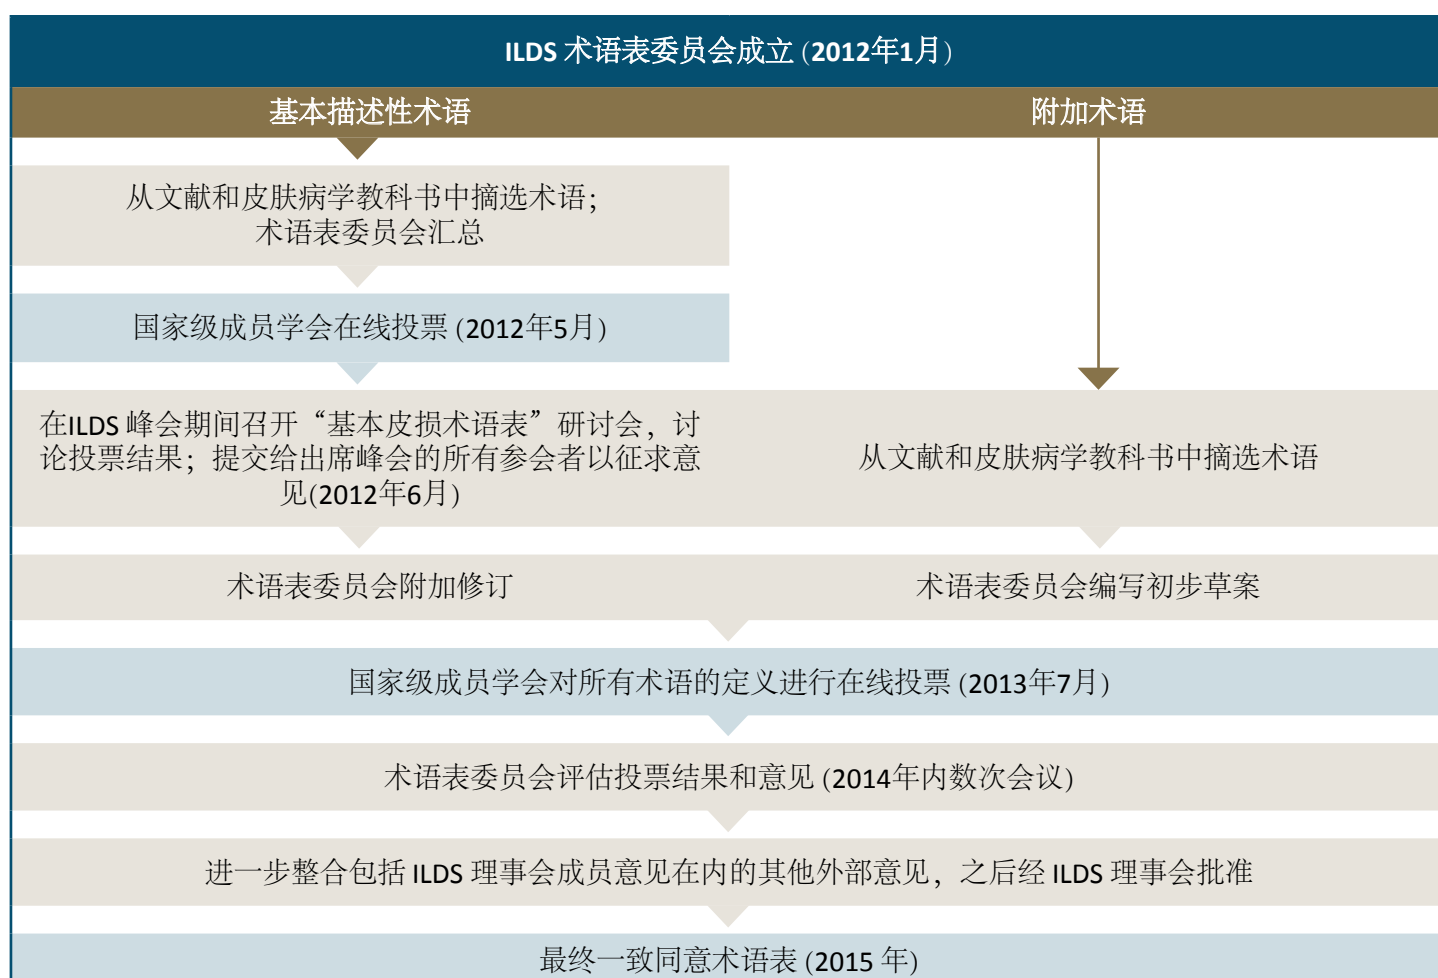 ILDS 术语表委员会成立 (2012年1月)
基本描述性术语
附加术语
从文献和皮肤病学教科书中摘选术语；
术语表委员会汇总
国家级成员学会在线投票 (2012年5月)
在ILDS 峰会期间召开“基本皮损术语表”研讨会，讨
论投票结果；提交给出席峰会的所有参会者以征求意
见(2012年6月)
从文献和皮肤病学教科书中摘选术语
术语表委员会附加修订
术语表委员会编写初步草案
国家级成员学会对所有术语的定义进行在线投票 (2013年7月)
术语表委员会评估投票结果和意见 (2014年内数次会议)
进一步整合包括 ILDS 理事会成员意见在内的其他外部意见，之后经 ILDS 理事会批准
最终一致同意术语表 (2015 年)